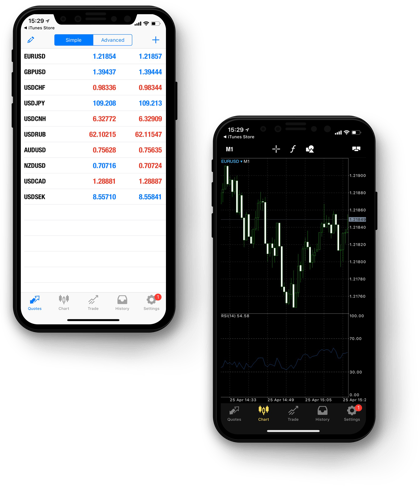 15:29
iTunes Store
Simple Advanced
EURUSD 1.21854 1.21857
GBPUSD 1.39437 1.39444
USDCHF 0.98336 0.98344
USDJPY 109.208 109.213
USDCNH 6.32772 6.32909
USDRUB 62.10215 62.11547
AUDUSD 0.75628 0.75635
NZDUSD 0.70716 0.70724
USDCAD 1.28881 1.28887
USDSEK 8.55710 8.55841
Quotes Chart Trade History Settings
1
15:29
iTunes Store
M1
EURUSD • M1
1.21900
1.21880
1.21860
1.21840
1.21820
1.21800
1.21780
1.21760
RSI(14) 54.58
100.00
70.00
30.00
0.00
25 Apr 14:33 25 Apr 14:49 25 Apr 15:05 25 Apr 15:2
Quotes Chart Trade History Settings
1